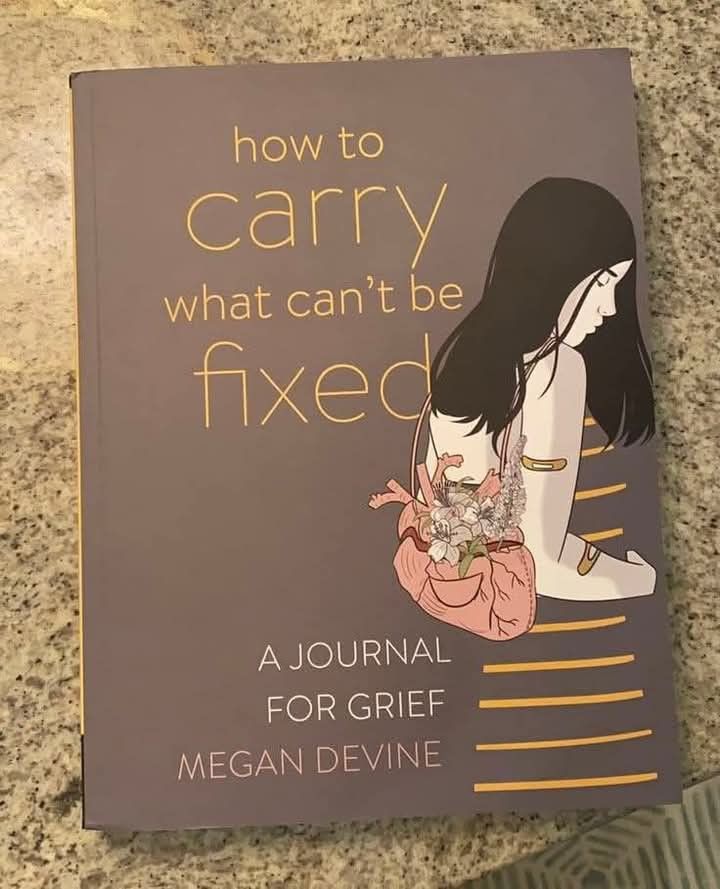 how to
carry
what can't be
fixed
A JOURNAL
FOR GRIEF
MEGAN DEVINE